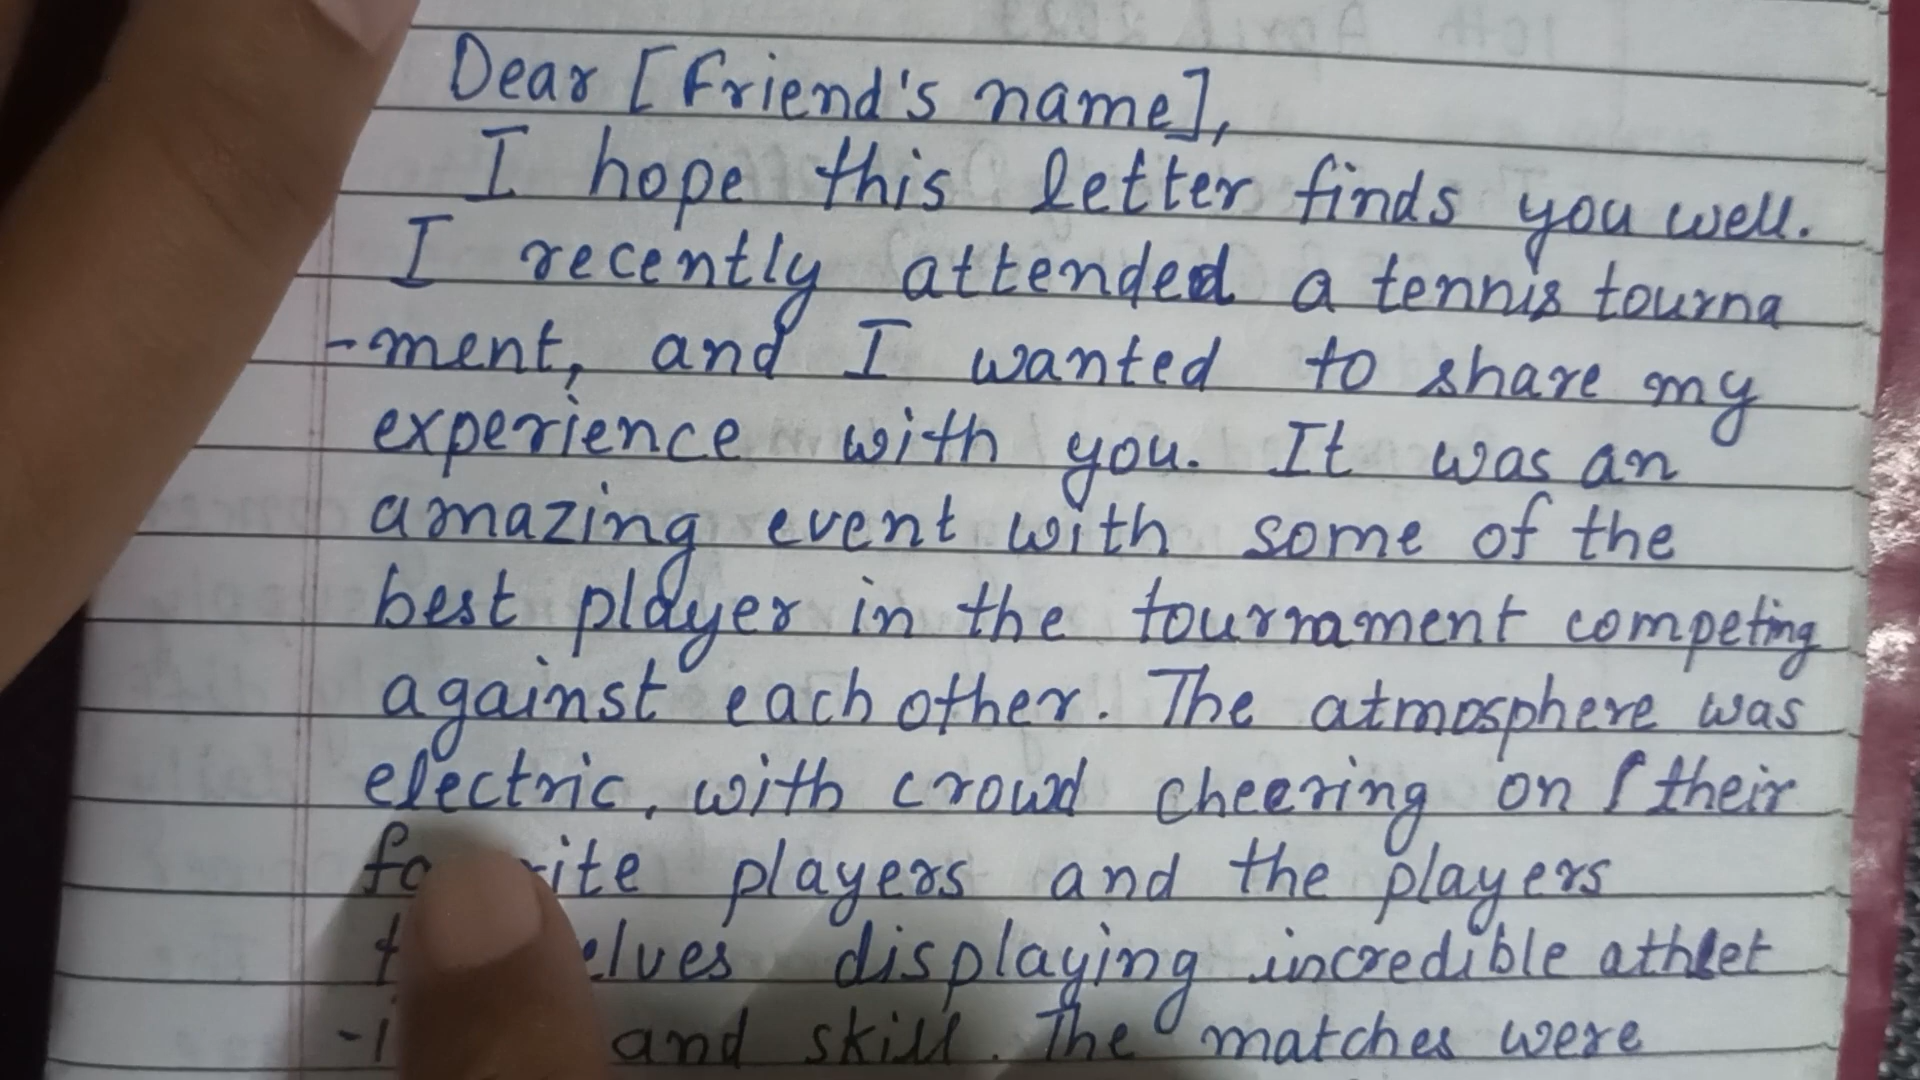 Dear [Friend's name],
I hope this letter finds you well.
I recently attended a tennis tourna
-ment, and I wanted to share my
experience with you. It was an
amazing event with some of the
best player in the tournament competing
against each other. The atmosphere was
electric, with crowd cheering on their
players and the players
displaying incredible athlet
and skill. The matches were